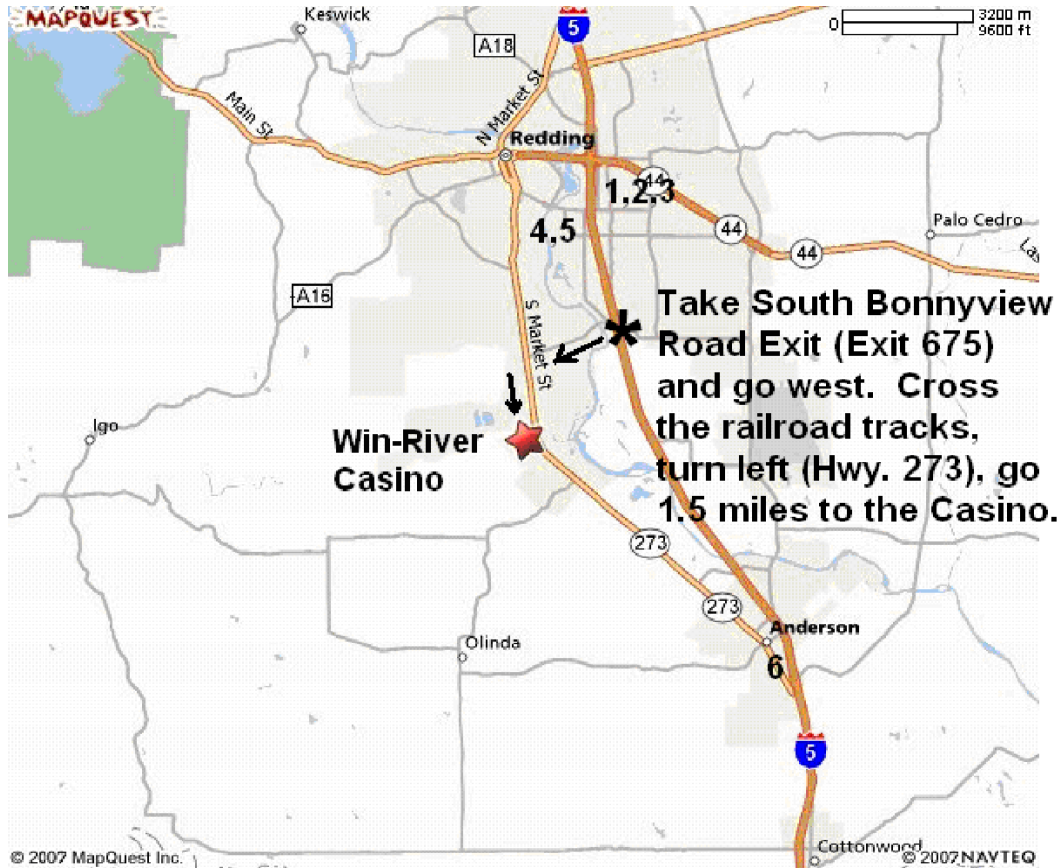 MAPQUEST
Keswick
5
3200 m
0
9600 ft
A18
N Market St
Main St
Redding
44
1,2,3
4,5
44
44
Palo Cedro
A16
S Market St
Take South Bonnyview
Road Exit (Exit 675)
and go west. Cross
the railroad tracks,
turn left (Hwy. 273), go
1.5 miles to the Casino.
Igo
Win-River
Casino
273
273
Anderson
Olinda
6
5
Cottonwood
© 2007 MapQuest Inc.
© 2007 NAVTEQ